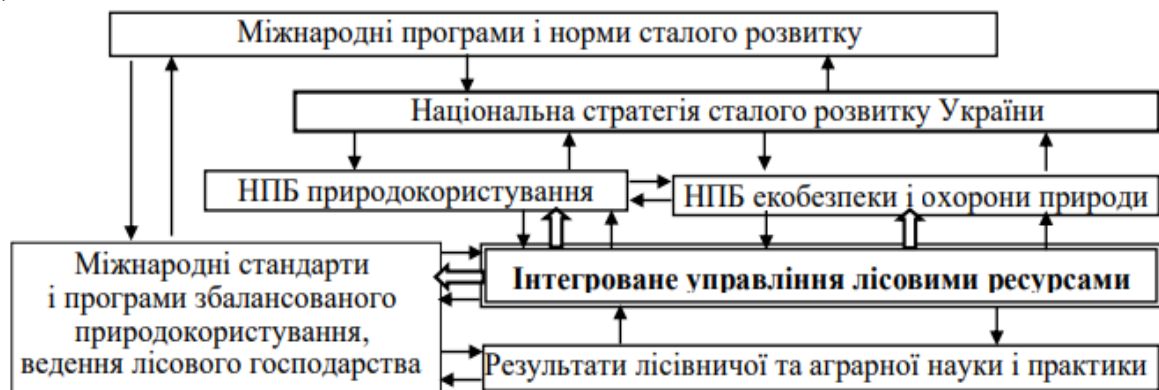 Міжнародні програми і норми сталого розвитку
Національна стратегія сталого розвитку України
НПБ природокористування
НПБ екобезпеки і охорони природи
Міжнародні стандарти
і програми збалансованого
природокористування,
ведення лісового господарства
Інтегроване управління лісовими ресурсами
Результати лісівничої та аграрної науки і практики